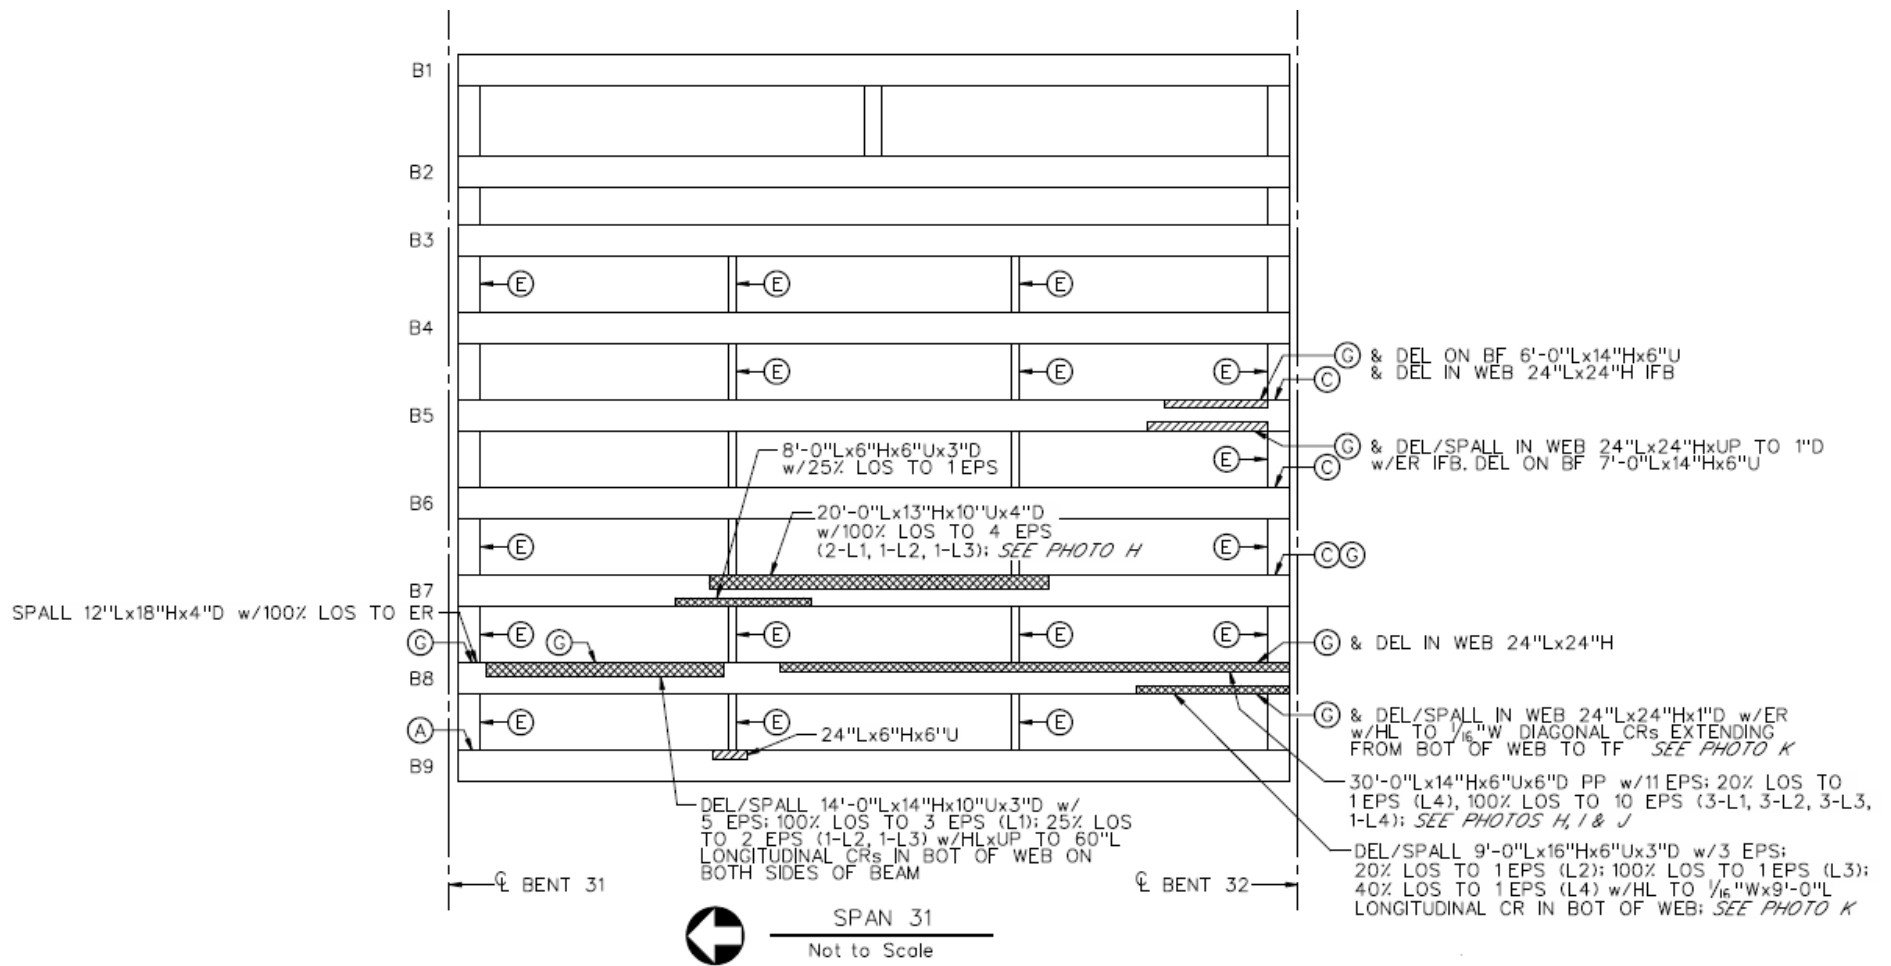 B1
B2
B3
E E E
B4
E E E
G & DEL ON BF 6'-0"Lx14"Hx6"U
C & DEL IN WEB 24"Lx24"H IFB
B5
8'-0"Lx6"Hx6"Ux3"D
w/25% LOS TO 1 EPS
E
G & DEL/SPALL IN WEB 24"Lx24"HxUP TO 1"D
C w/ER IFB. DEL ON BF 7'-0"Lx14"Hx6"U
B6
20'-0"Lx13"Hx10"Ux4"D
w/100% LOS TO 4 EPS
(2-L1, 1-L2, 1-L3); SEE PHOTO H
E E
C G
B7
SPALL 12"Lx18"Hx4"D w/100% LOS TO ER
E E E E
G G
G & DEL IN WEB 24"Lx24"H
B8
E E E
G & DEL/SPALL IN WEB 24"Lx24"Hx1"D w/ER
w/HL TO 1/16"W DIAGONAL CRs EXTENDING
FROM BOT OF WEB TO TF SEE PHOTO K
A
24"Lx6"Hx6"U
B9
30'-0"Lx14"Hx6"Ux6"D PP w/11 EPS; 20% LOS TO
1 EPS (L4), 100% LOS TO 10 EPS (3-L1, 3-L2, 3-L3,
1-L4); SEE PHOTOS H, I & J
DEL/SPALL 14'-0"Lx14"Hx10"Ux3"D w/
5 EPS; 100% LOS TO 3 EPS (L1); 25% LOS
TO 2 EPS (1-L2, 1-L3) w/HLxUP TO 60"L
LONGITUDINAL CRs IN BOT OF WEB ON
BOTH SIDES OF BEAM
DEL/SPALL 9'-0"Lx16"Hx6"Ux3"D w/3 EPS;
20% LOS TO 1 EPS (L2); 100% LOS TO 1 EPS (L3);
40% LOS TO 1 EPS (L4) w/HL TO 1/16"Wx9'-0"L
LONGITUDINAL CR IN BOT OF WEB; SEE PHOTO K
℄ BENT 31
℄ BENT 32
SPAN 31
Not to Scale